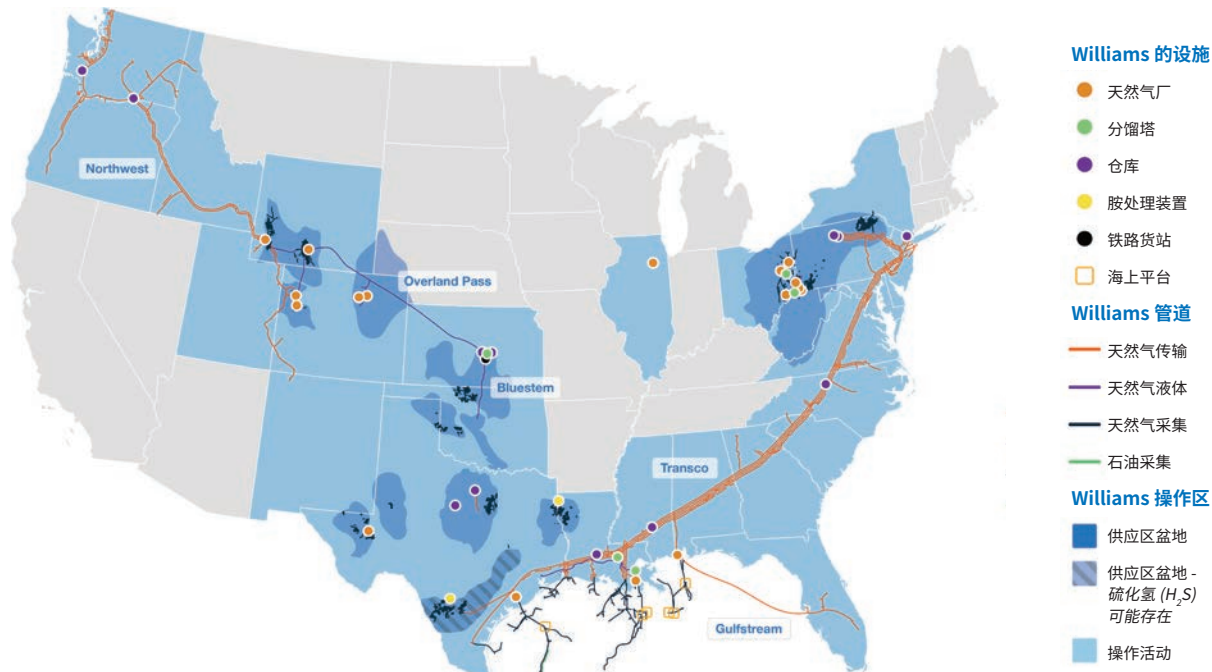 Northwest
Overland Pass
Bluestem
Transco
Gulfstream
Williams 的设施
天然气厂
分馏塔
仓库
胺处理装置
铁路货站
海上平台
Williams 管道
天然气传输
天然气液体
天然气采集
石油采集
Williams 操作区
供应区盆地
供应区盆地 -
硫化氢 (H₂S)
可能存在
操作活动